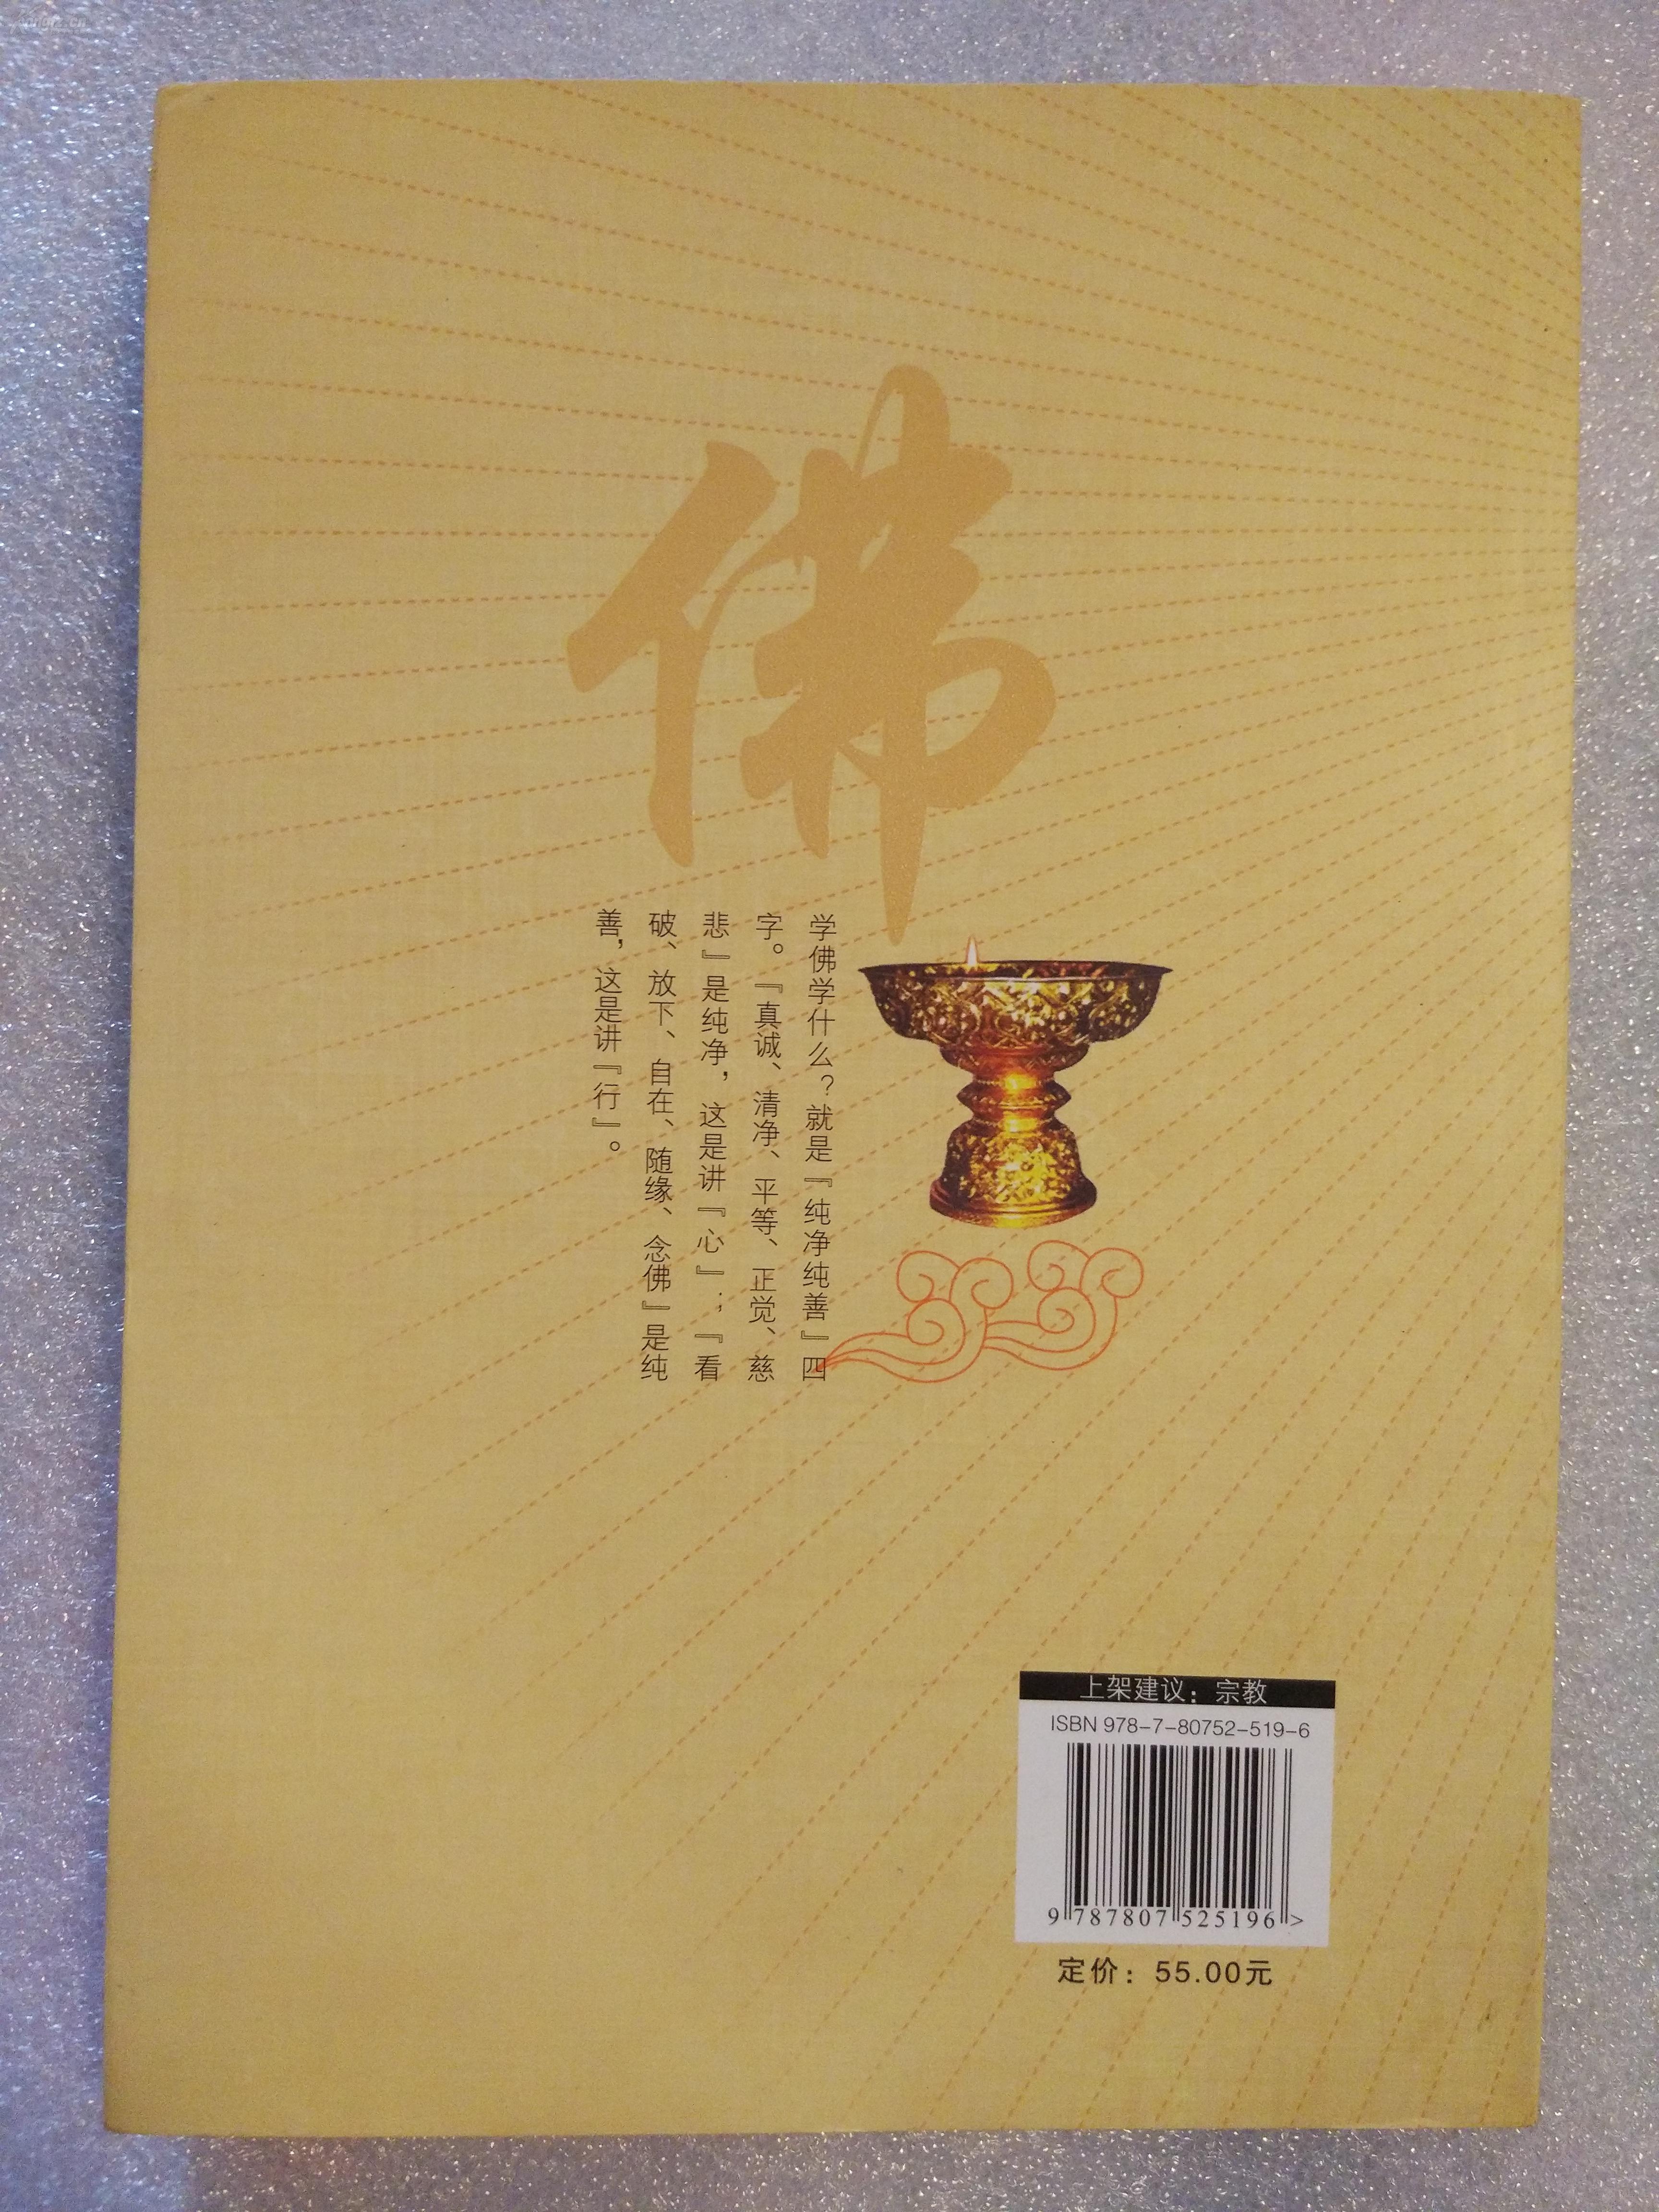 佛
学佛学什么？就是『纯净纯善』四
字。『真诚、清净、平等、正觉、慈
悲』是纯净，这是讲『心』；『看
破、放下、自在、随缘、念佛』是纯
善，这是讲『行』。
上架建议：宗教
ISBN 978-7-80752-519-6
9 787807 525196 >
定价：55.00元